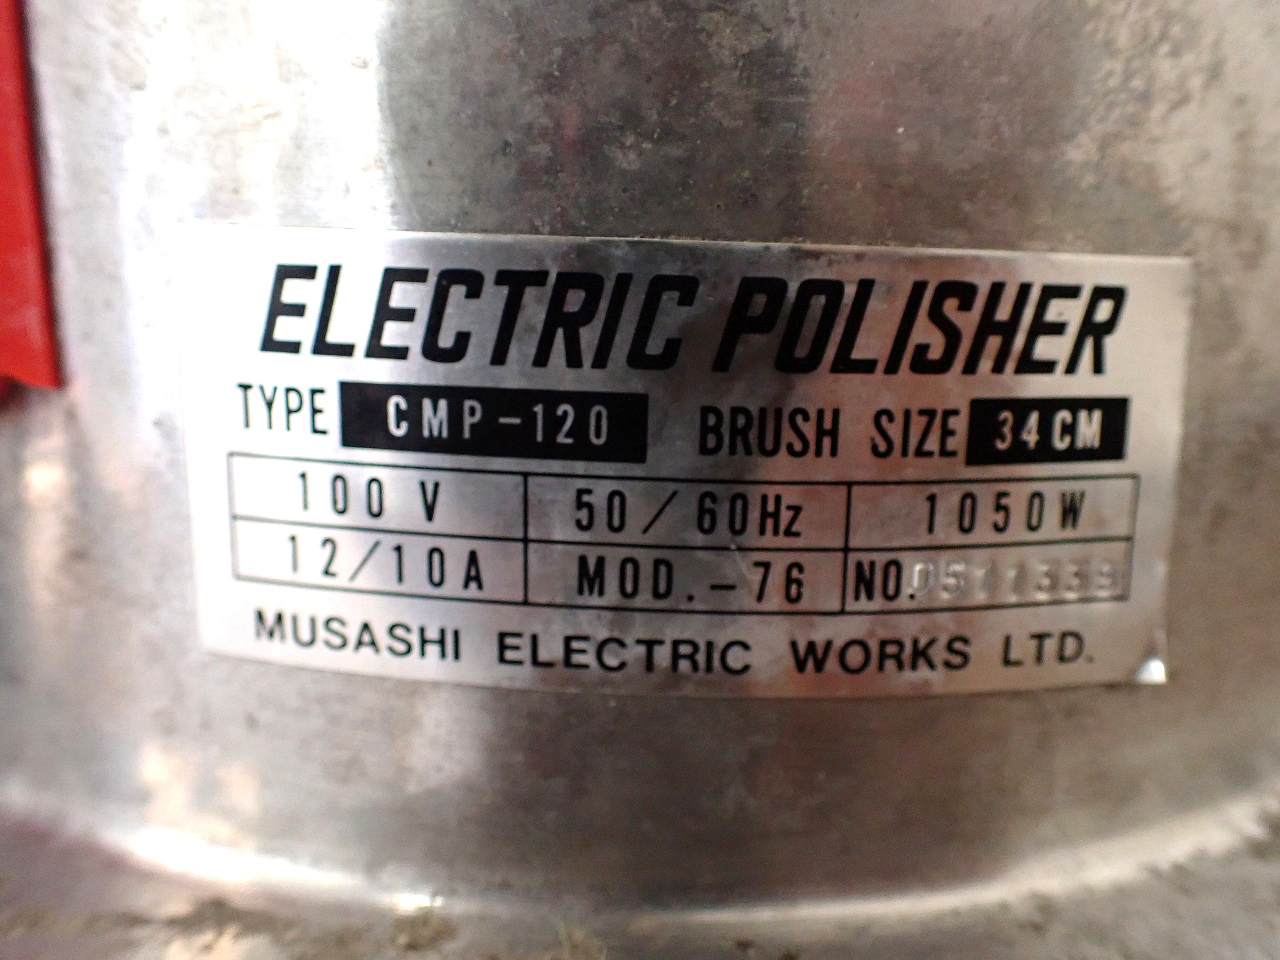 ELECTRIC POLISHER
TYPE CMP-120 BRUSH SIZE 34CM
100V 50/60Hz 1050W
12/10A MOD.-76 NO.
MUSASHI ELECTRIC WORKS LTD.